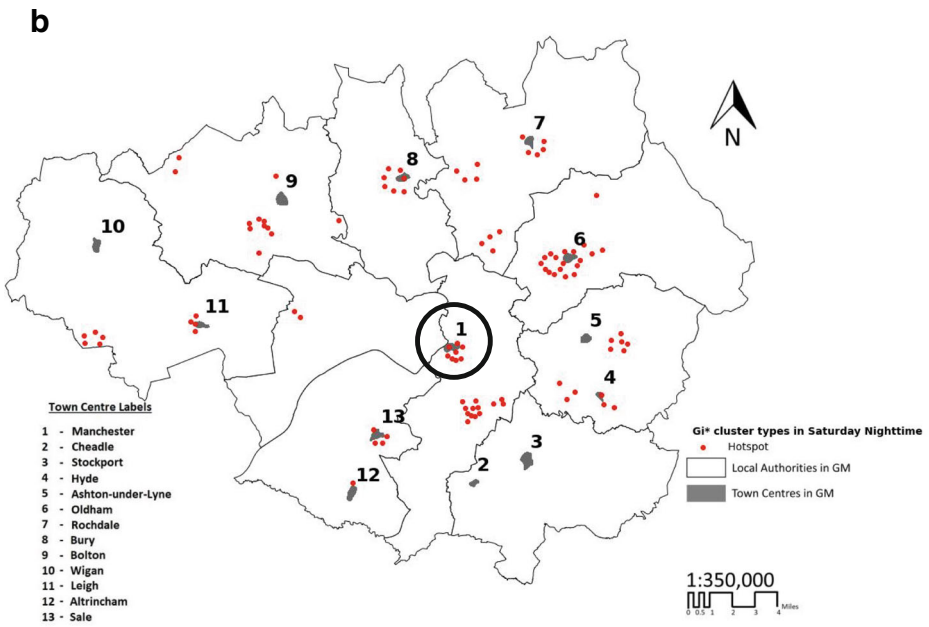 b
7
8
9
10
6
11
1
5
4
13
3
12
2
N
Town Centre Labels
1 - Manchester
2 - Cheadle
3 - Stockport
4 - Hyde
5 - Ashton-under-Lyne
6 - Oldham
7 - Rochdale
8 - Bury
9 - Bolton
10 - Wigan
11 - Leigh
12 - Altrincham
13 - Sale
Gi* cluster types in Saturday Nighttime
Hotspot
Local Authorities in GM
Town Centres in GM
1:350,000
0 0.5 1 2 3 4 Miles